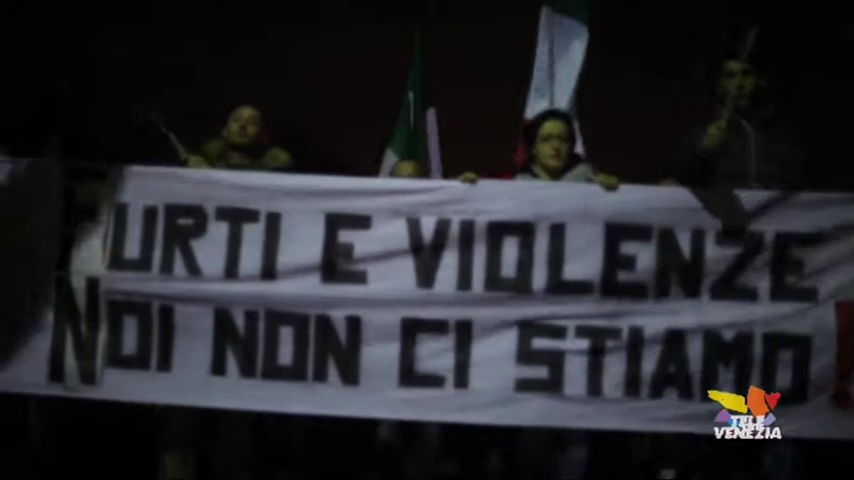 URTI E VIOLENZE
NOI NON CI STIAMO!
TELE
VENEZIA